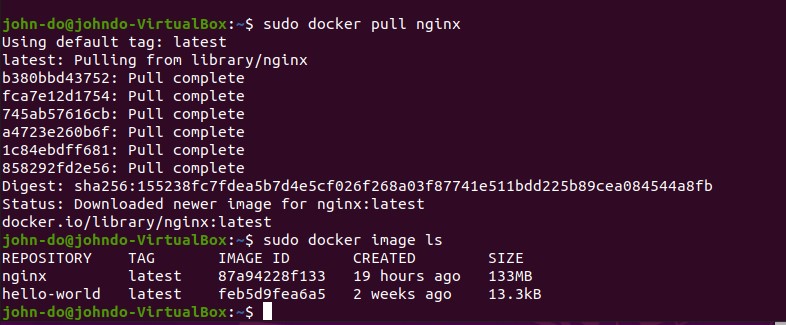 john-do@johndo-VirtualBox:~$ sudo docker pull nginx
Using default tag: latest
latest: Pulling from library/nginx
b380bbd43752: Pull complete
fca7e12d1754: Pull complete
745ab57616cb: Pull complete
a4723e260b6f: Pull complete
1c84ebdff681: Pull complete
858292fd2e56: Pull complete
Digest: sha256:155238fc7fdea5b7d4e5cf026f268a03f87741e511bdd225b89cea084544a8fb
Status: Downloaded newer image for nginx:latest
docker.io/library/nginx:latest
john-do@johndo-VirtualBox:~$ sudo docker image ls
REPOSITORY    TAG       IMAGE ID       CREATED        SIZE
nginx         latest    87a94228f133   19 hours ago   133MB
hello-world   latest    feb5d9fea6a5   2 weeks ago    13.3kB
john-do@johndo-VirtualBox:~$